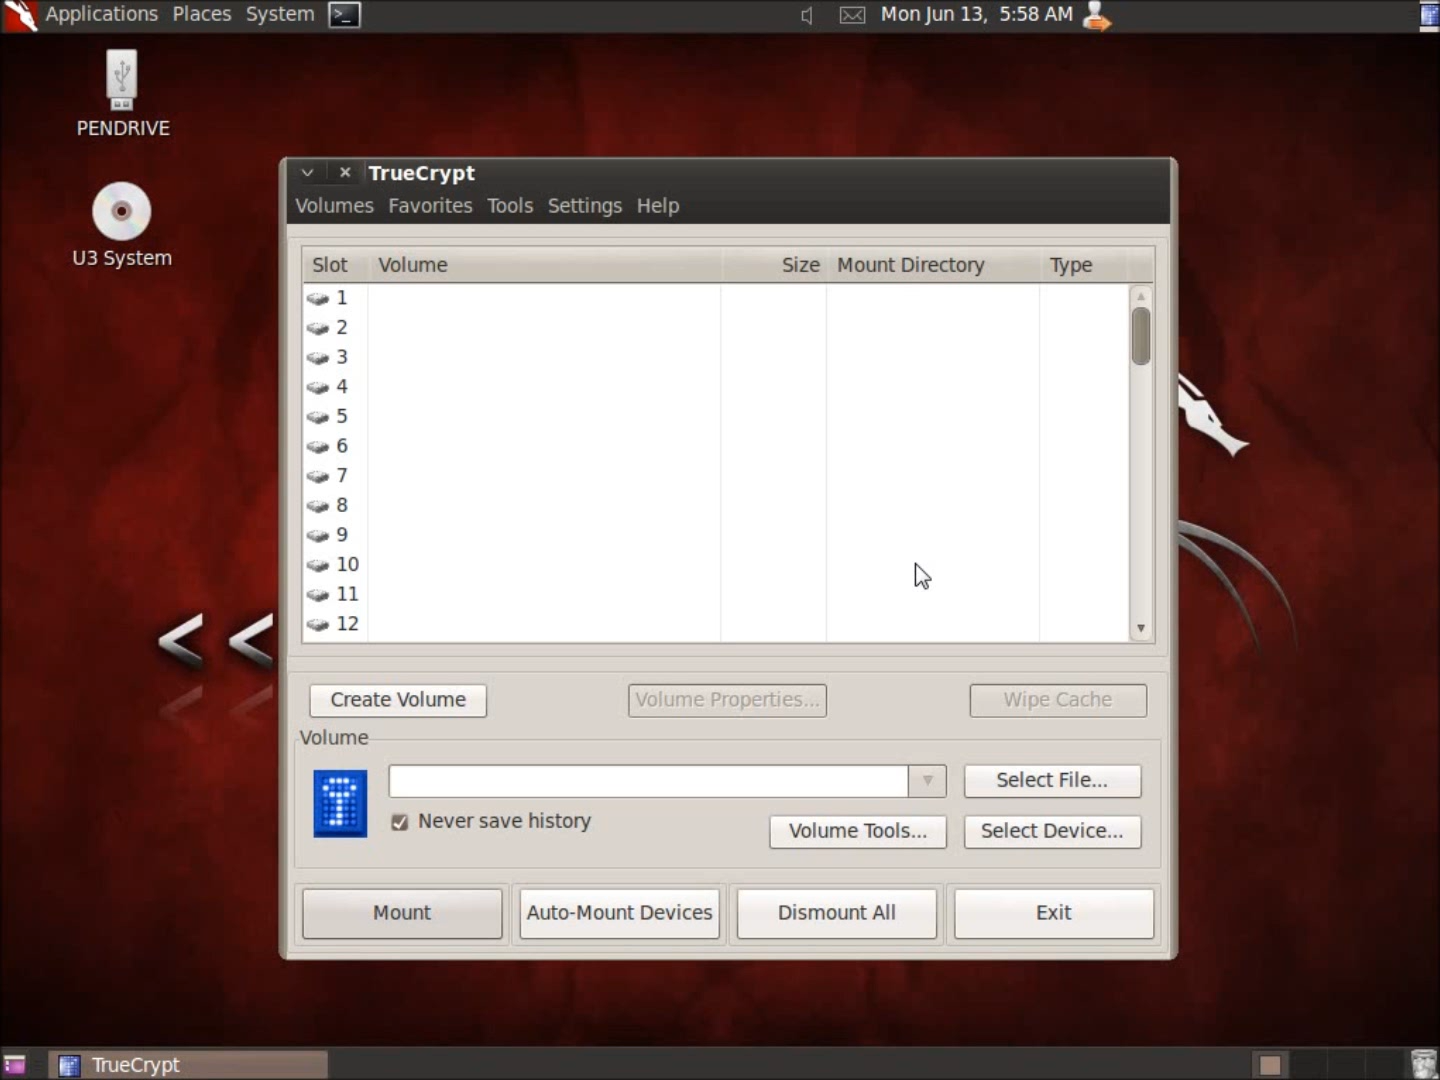 Applications Places System
Mon Jun 13, 5:58 AM
PENDRIVE
U3 System
TrueCrypt
Volumes Favorites Tools Settings Help
Slot Volume Size Mount Directory Type
1
2
3
4
5
6
7
8
9
10
11
12
<<
Create Volume Volume Properties... Wipe Cache
Volume
Select File...
Never save history
Volume Tools... Select Device...
Mount Auto-Mount Devices Dismount All Exit
TrueCrypt